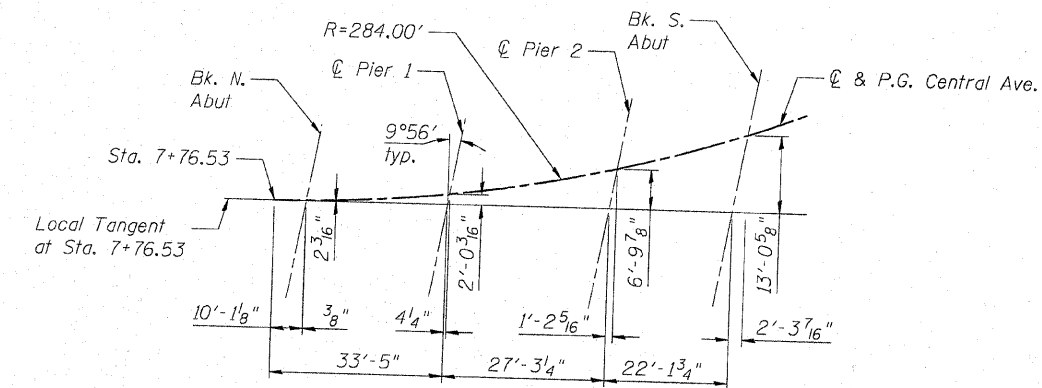 Bk. S.
Abut
R=284.00'
℄ Pier 2
℄ Pier 1
Bk. N.
Abut
℄ & P.G. Central Ave.
9°56'
typ.
Sta. 7+76.53
Local Tangent
at Sta. 7+76.53
2 3/16"
2'-0 3/16"
6'-9 7/8"
13'-0 5/8"
10'-1 1/8"
3/8"
4 1/4"
1'-2 5/16"
2'-3 7/16"
33'-5"
27'-3 1/4"
22'-1 3/4"